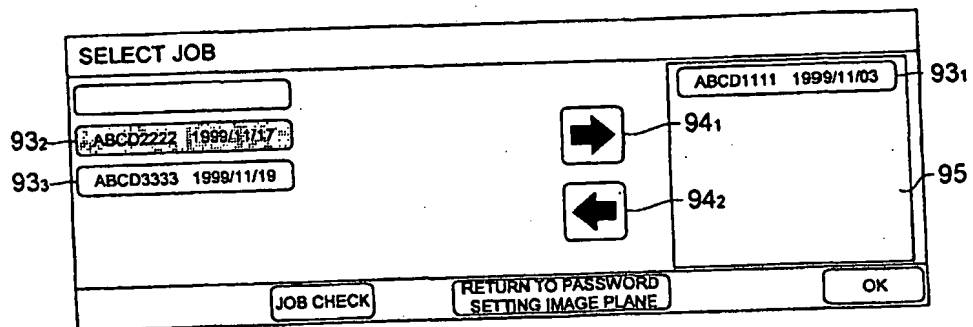 SELECT JOB
ABCD1111 1999/11/03
93₁
93₂
ABCD2222 1999/11/17
94₁
93₃
ABCD3333 1999/11/19
95
94₂
JOB CHECK
RETURN TO PASSWORD
SETTING IMAGE PLANE
OK